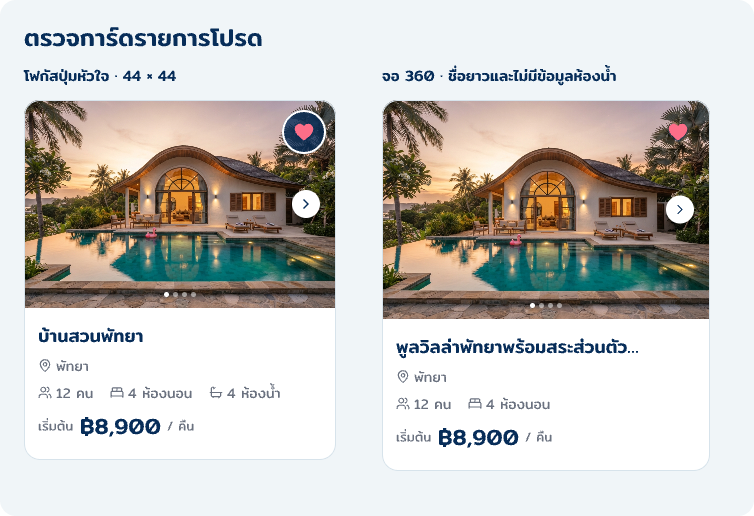 ตรวจการ์ดรายการโปรด
โฟกัสปุ่มหัวใจ · 44 × 44
บ้านสวนพัทยา
พัทยา
12 คน 4 ห้องนอน 4 ห้องน้ำ
เริ่มต้น ฿8,900 / คืน
จอ 360 · ชื่อยาวและไม่มีข้อมูลห้องน้ำ
พูลวิลล่าพัทยาพร้อมสระส่วนตัว...
พัทยา
12 คน 4 ห้องนอน
เริ่มต้น ฿8,900 / คืน